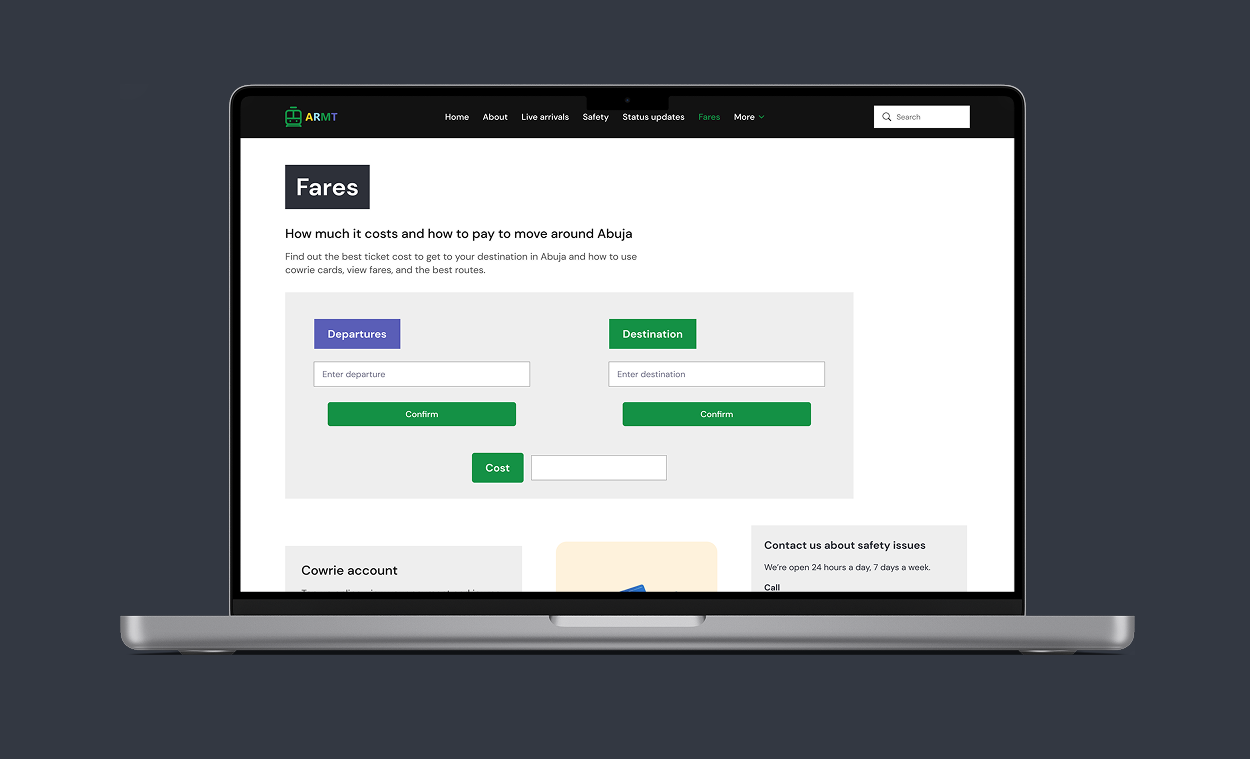 ARMT
Home
About
Live arrivals
Safety
Status updates
Fares
More
Search
Fares
How much it costs and how to pay to move around Abuja
Find out the best ticket cost to get to your destination in Abuja and how to use
cowrie cards, view fares, and the best routes.
Departures
Destination
Enter departure
Enter destination
Confirm
Confirm
Cost
Cowrie account
Contact us about safety issues
We're open 24 hours a day, 7 days a week.
Call